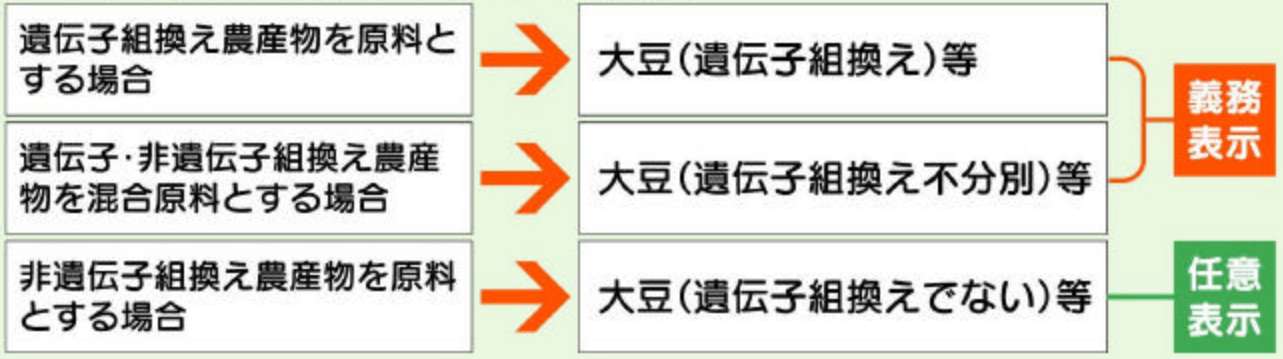 遺伝子組換え農産物を原料と
する場合
大豆(遺伝子組換え)等
遺伝子･非遺伝子組換え農産
物を混合原料とする場合
大豆(遺伝子組換え不分別)等
義務
表示
非遺伝子組換え農産物を原料
とする場合
大豆(遺伝子組換えでない)等
任意
表示